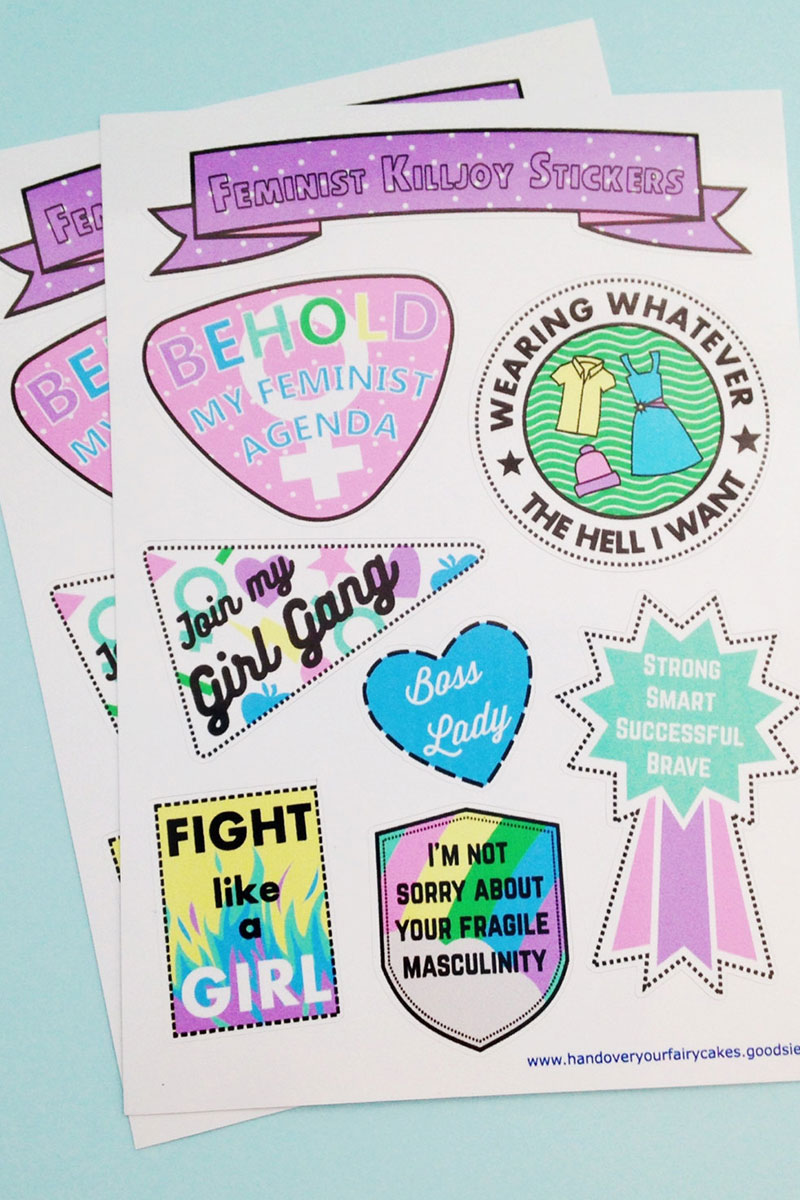 FEMINIST KILLJOY STICKERS
BEHOLD
MY FEMINIST
AGENDA
WEARING WHATEVER
THE HELL I WANT
Join my
Girl Gang
Boss
Lady
STRONG
SMART
SUCCESSFUL
BRAVE
FIGHT
like
a
GIRL
I'M NOT
SORRY ABOUT
YOUR FRAGILE
MASCULINITY
www.handoveryourfairycakes.goodsie
FE
BE
MY
J